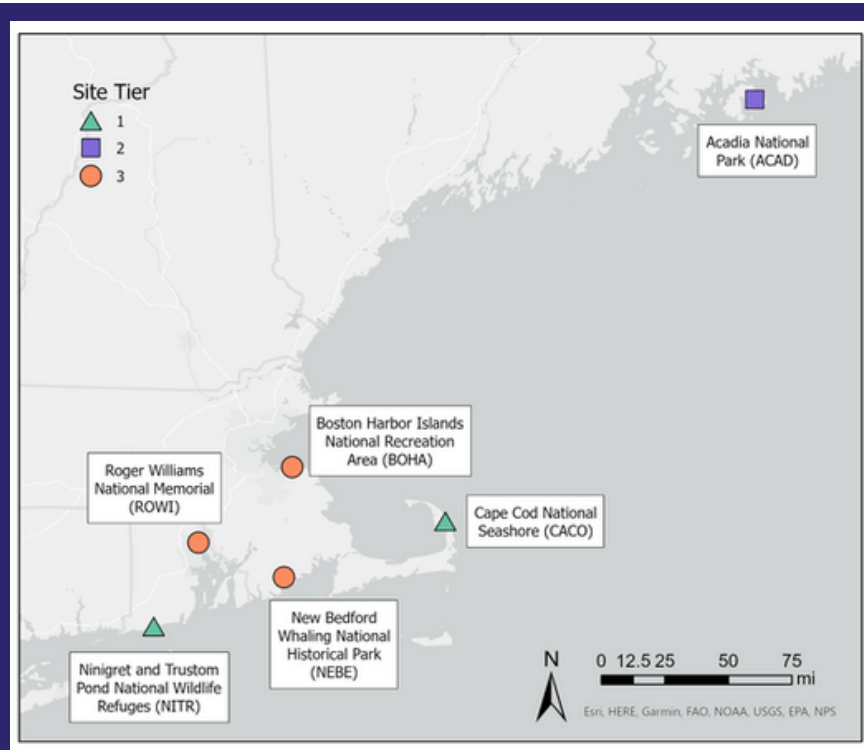 Site Tier
1
2
3
Acadia National
Park (ACAD)
Boston Harbor Islands
National Recreation
Area (BOHA)
Roger Williams
National Memorial
(ROWI)
Cape Cod National
Seashore (CACO)
New Bedford
Whaling National
Historical Park
(NEBE)
Ninigret and Trustom
Pond National Wildlife
Refuges (NITR)
N
0 12.5 25 50 75
mi
Esri, HERE, Garmin, FAO, NOAA, USGS, EPA, NPS